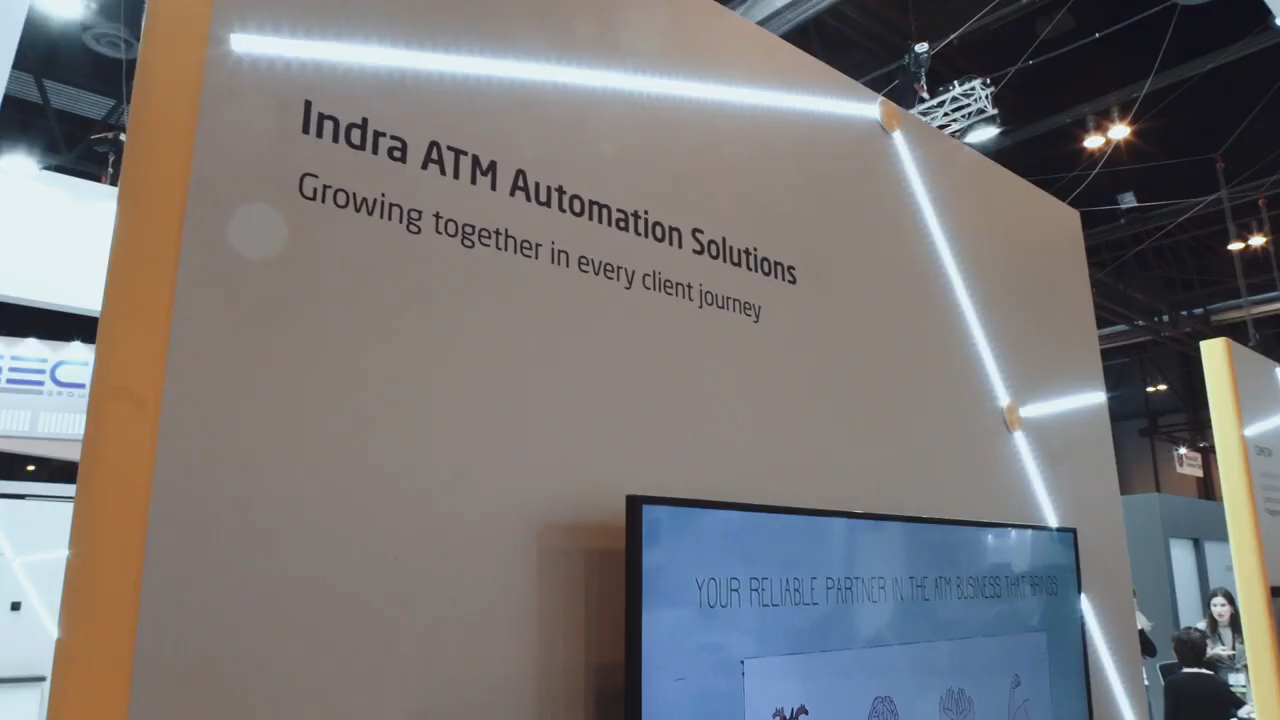 Indra ATM Automation Solutions
Growing together in every client journey
YOUR RELIABLE PARTNER IN THE ATM BUSINESS THAT BRINGS